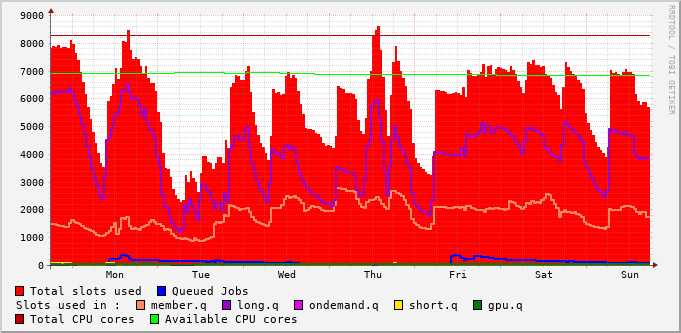 9000
8000
7000
6000
5000
4000
3000
2000
1000
0
Mon Tue Wed Thu Fri Sat Sun
RRDTOOL / TOBI OETIKER
Total slots used Queued Jobs
Slots used in : member.q long.q ondemand.q short.q gpu.q
Total CPU cores Available CPU cores